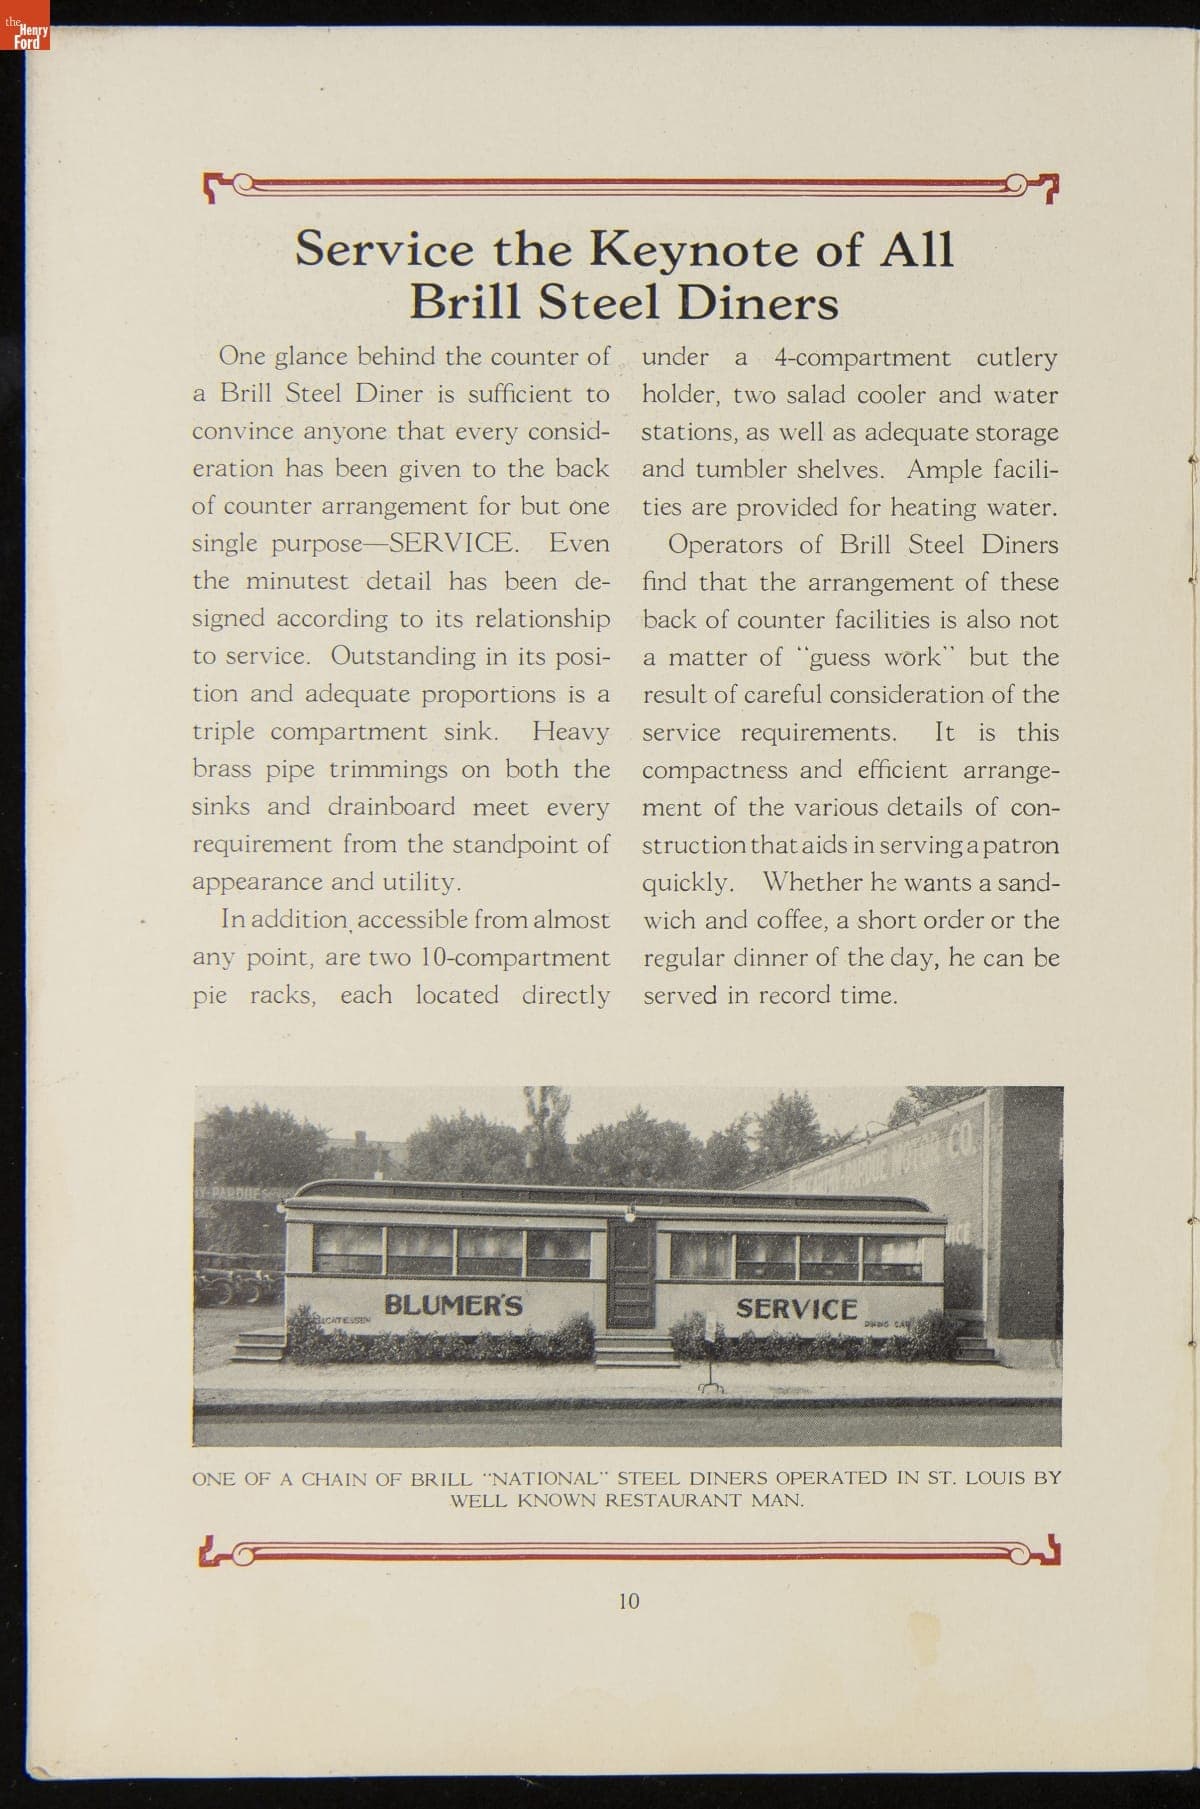 the
Henry
Ford
Service the Keynote of All
Brill Steel Diners
One glance behind the counter of
a Brill Steel Diner is sufficient to
convince anyone that every consid-
eration has been given to the back
of counter arrangement for but one
single purpose—SERVICE. Even
the minutest detail has been de-
signed according to its relationship
to service. Outstanding in its posi-
tion and adequate proportions is a
triple compartment sink. Heavy
brass pipe trimmings on both the
sinks and drainboard meet every
requirement from the standpoint of
appearance and utility.
In addition, accessible from almost
any point, are two 10-compartment
pie racks, each located directly
under a 4-compartment cutlery
holder, two salad cooler and water
stations, as well as adequate storage
and tumbler shelves. Ample facili-
ties are provided for heating water.
Operators of Brill Steel Diners
find that the arrangement of these
back of counter facilities is also not
a matter of "guess work" but the
result of careful consideration of the
service requirements. It is this
compactness and efficient arrange-
ment of the various details of con-
struction that aids in serving a patron
quickly. Whether he wants a sand-
wich and coffee, a short order or the
regular dinner of the day, he can be
served in record time.
MOTOR CO.
BLUMER'S
SERVICE
DINING CAR
ONE OF A CHAIN OF BRILL "NATIONAL" STEEL DINERS OPERATED IN ST. LOUIS BY
WELL KNOWN RESTAURANT MAN.
10